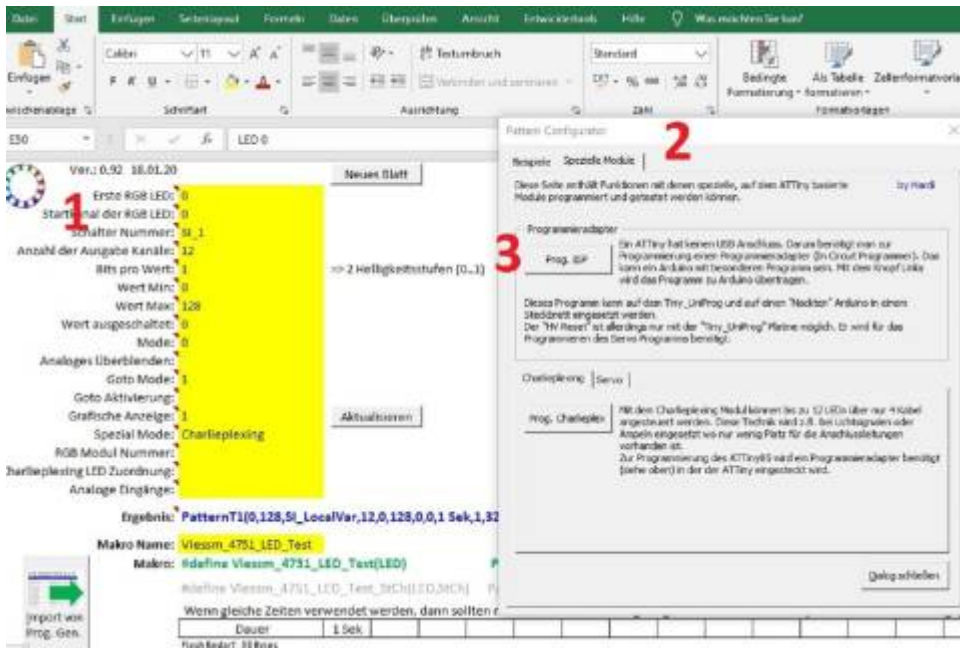 Datei Start Einfügen Seitenlayout Formeln Daten Überprüfen Ansicht Entwicklertools Hilfe Was möchten Sie tun?
Einfügen
Calibri 11
F K U
Schriftart
Textumbruch
Verbinden und zentrieren
Ausrichtung
Standard
Zahl
Bedingte Formatierung
Als Tabelle formatieren
Zellenformatvorla
Formatvorlagen
E50 fx LED 0
Ver.: 0.92 18.01.20
Neues Blatt
1
Erste RGB LED: 0
Startkanal der RGB LED: 0
Schalter Nummer: SI_1
Anzahl der Ausgabe Kanäle: 12
Bits pro Wert: 1 => 2 Helligkeitsstufen (0..1)
Wert Min: 0
Wert Max: 128
Wert ausgeschaltet: 0
Mode: 0
Analoges Überblenden:
Goto Mode: 1
Goto Aktivierung:
Grafische Anzeige: 1
Aktualisieren
Spezial Mode: Charlieplexing
RGB Modul Nummer:
harlieplexing LED Zuordnung:
Analoge Eingänge:
Ergebnis: PatternT1(0,128,SI_LocalVar,12,0,128,0,0,1 Sek,1,32
Makro Name: Viessm_4751_LED_Test
Makro: #define Viessm_4751_LED_Test(LED)
#define Viessm_4751_LED_Test_StCh(LED,StCh)
Wenn gleiche Zeiten verwendet werden, dann sollten
Import von Prog. Gen.
Dauer 1 Sek
Pattern Configurator
2
Beispiele Spezielle Module
Diese Seite enthält Funktionen mit denen spezielle, auf dem ATTiny basierte
Module programmiert und getestet werden können.
by Hardi
Programmieradapter
3
Prog. ISP
Ein ATTiny hat keinen USB Anschluss. Darum benötigt man zur
Programmierung einen Programmieradapter (In Circuit Programmer). Das
kann ein Arduino mit besonderen Programm sein. Mit dem Knopf Links
wird das Programm zu Arduino übertragen.
Dieses Programm kann auf dem Tiny_UniProg und auf einen "Nackten" Arduino in einem
Steckbrett eingesetzt werden.
Der "HV Reset" ist allerdings nur mit der "Tiny_UniProg" Platine möglich. Er wird für das
Programmieren des Servo Programms benötigt.
Charlieplexing Servo
Prog. Charlieplex
Mit dem Charlieplexing Modul können bis zu 12 LEDs über nur 4 Kabel
angesteuert werden. Diese Technik wird z.B. bei Lichtsignalen oder
Ampeln eingesetzt wo nur wenig Platz für die Anschlussleitungen
vorhanden ist.
Zur Programmierung des ATTiny85 wird ein Programmieradapter benötigt
(siehe oben) in der der ATTiny eingesteckt wird.
Dialog schließen